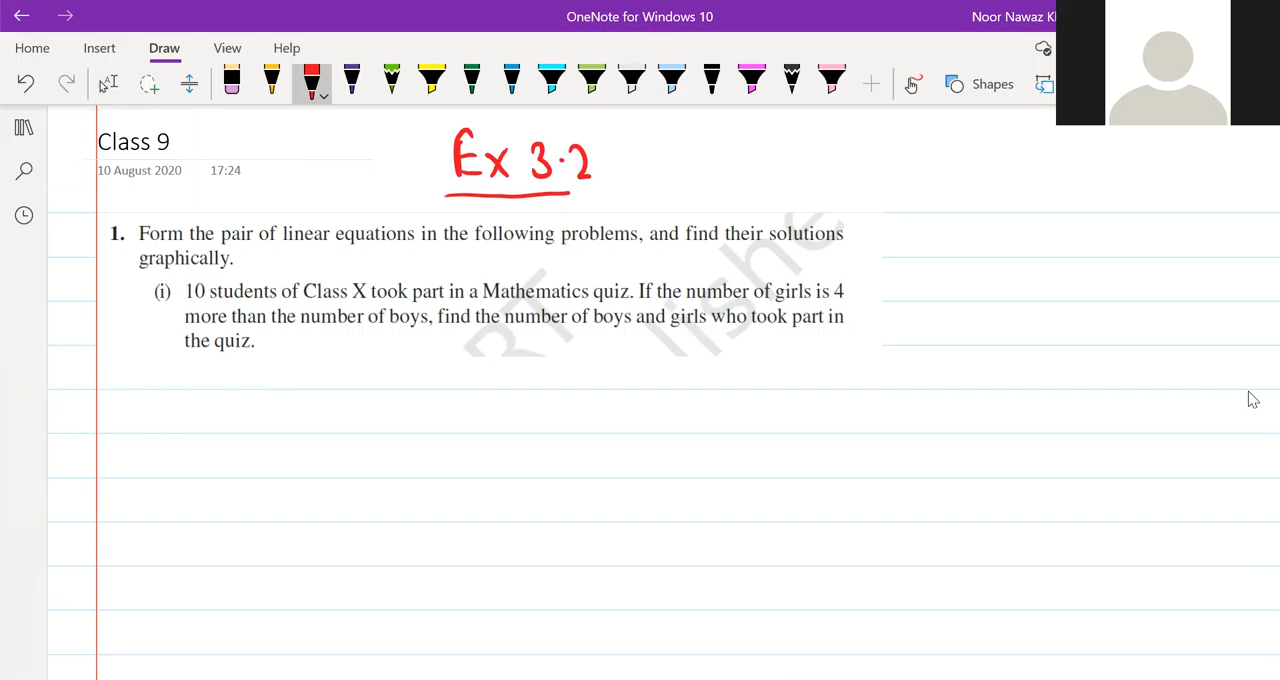 OneNote for Windows 10
Noor Nawaz Kh
Home Insert Draw View Help
Shapes
Class 9
10 August 2020 17:24
Ex 3.2
1. Form the pair of linear equations in the following problems, and find their solutions
graphically.
(i) 10 students of Class X took part in a Mathematics quiz. If the number of girls is 4
more than the number of boys, find the number of boys and girls who took part in
the quiz.